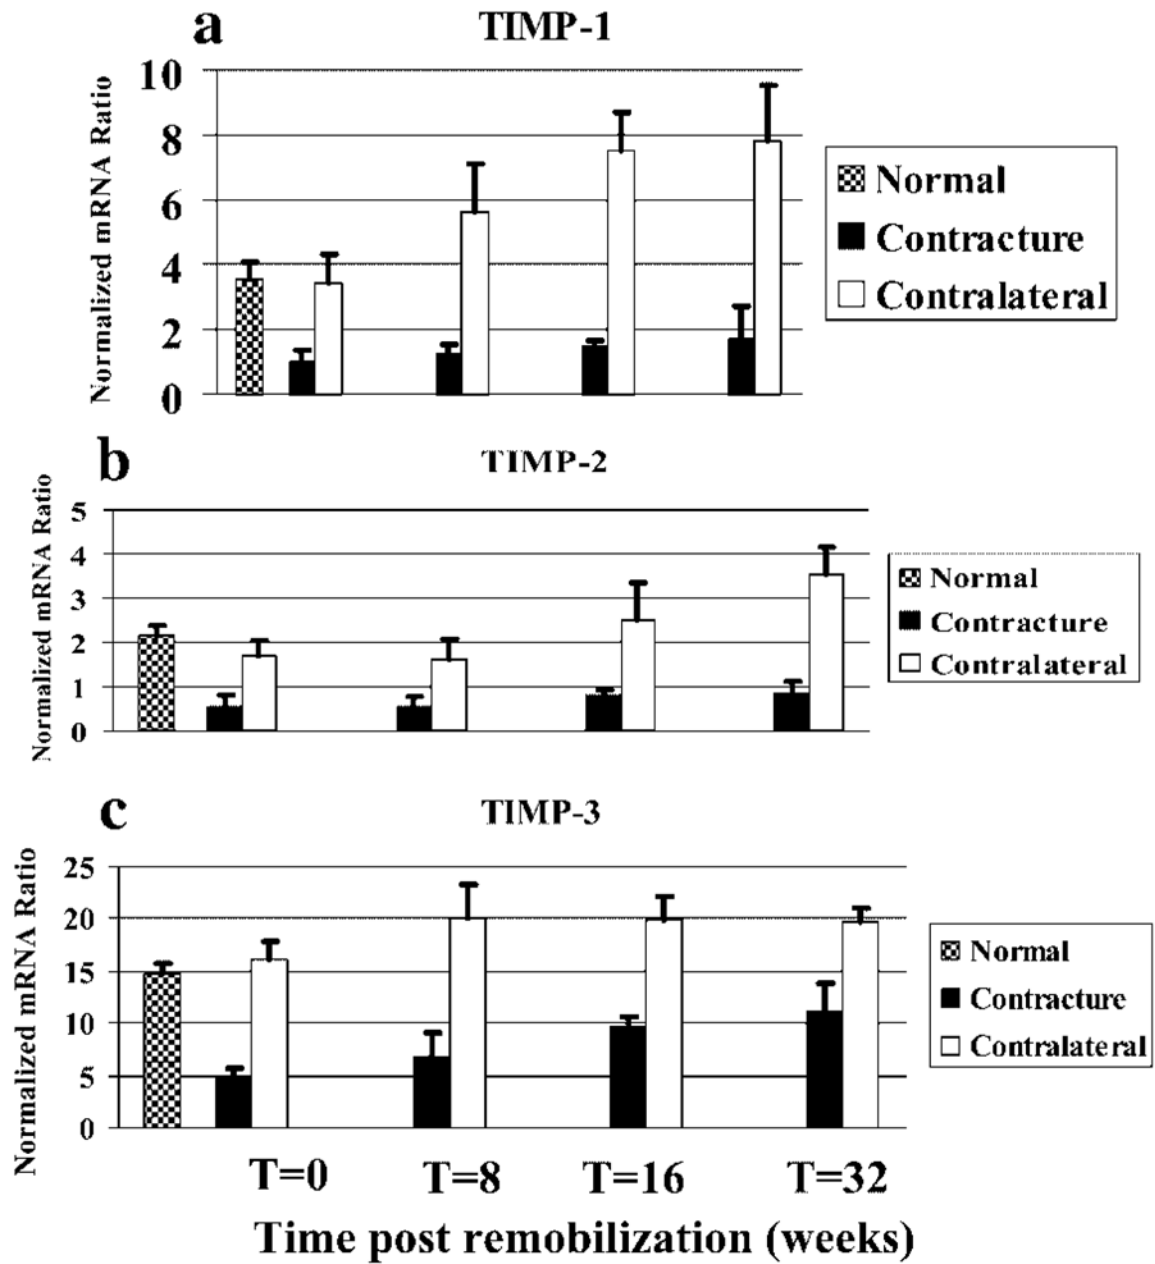 a
TIMP-1
Normalized mRNA Ratio
10
8
6
4
2
0
Normal
Contracture
Contralateral
b
TIMP-2
Normalized mRNA Ratio
5
4
3
2
1
0
Normal
Contracture
Contralateral
c
TIMP-3
Normalized mRNA Ratio
25
20
15
10
5
0
Normal
Contracture
Contralateral
T=0 T=8 T=16 T=32
Time post remobilization (weeks)